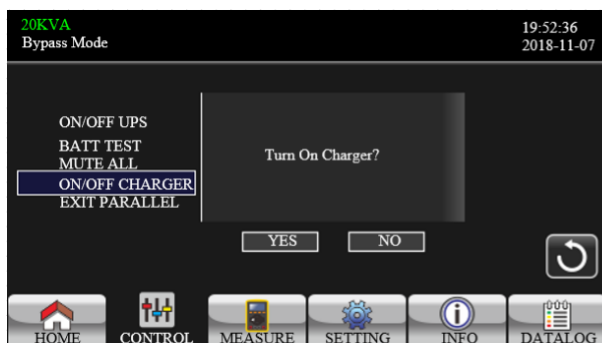 20KVA
19:52:36
Bypass Mode
2018-11-07
ON/OFF UPS
BATT TEST
MUTE ALL
ON/OFF CHARGER
EXIT PARALLEL
Turn On Charger?
YES NO
HOME CONTROL MEASURE SETTING INFO DATALOG